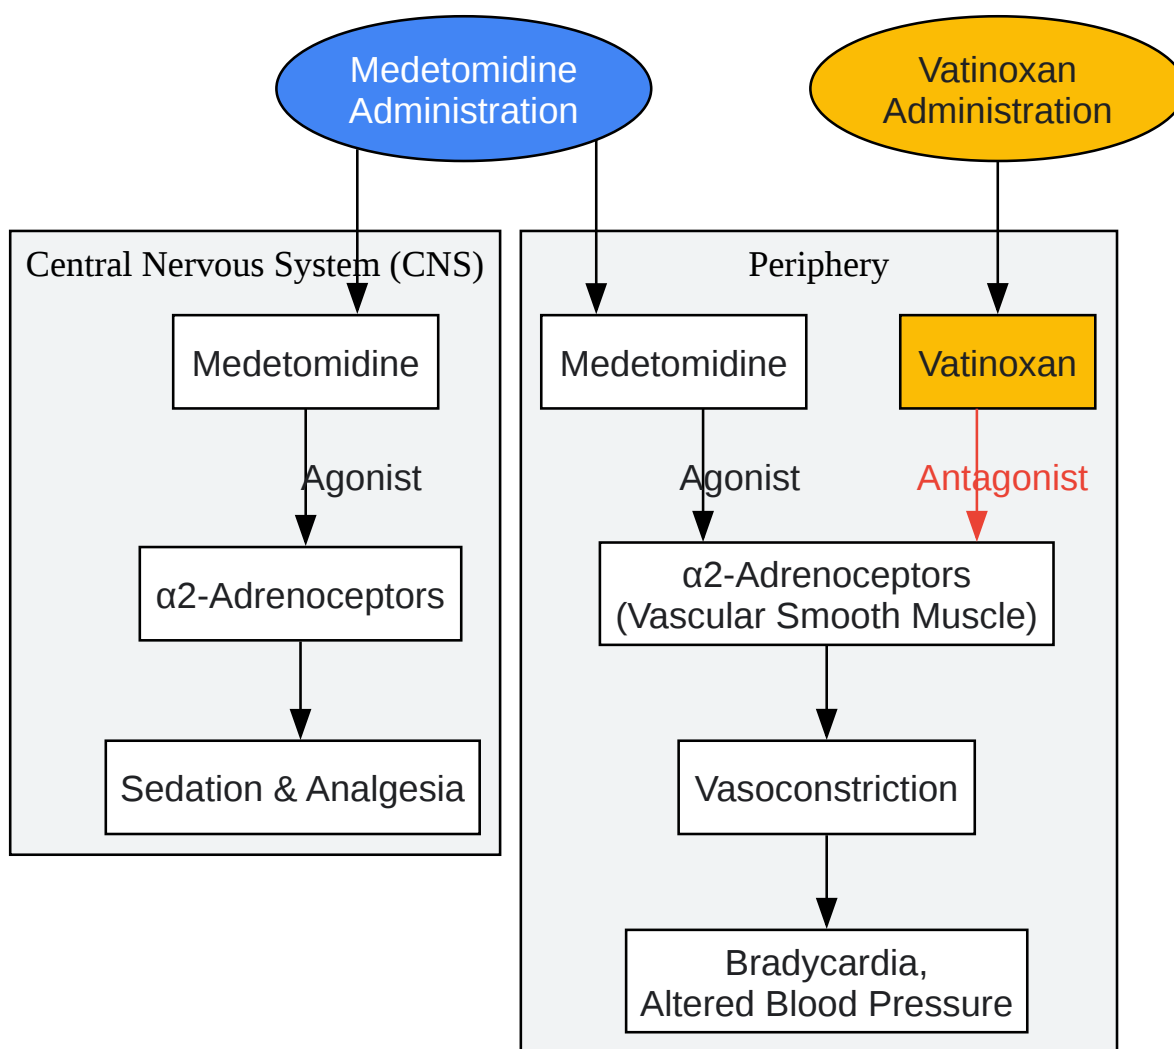 Medetomidine
Administration
Vatinoxan
Administration
Central Nervous System (CNS)
Periphery
Medetomidine
Medetomidine
Vatinoxan
Agonist
Agonist
Antagonist
α2-Adrenoceptors
α2-Adrenoceptors
(Vascular Smooth Muscle)
Sedation & Analgesia
Vasoconstriction
Bradycardia,
Altered Blood Pressure